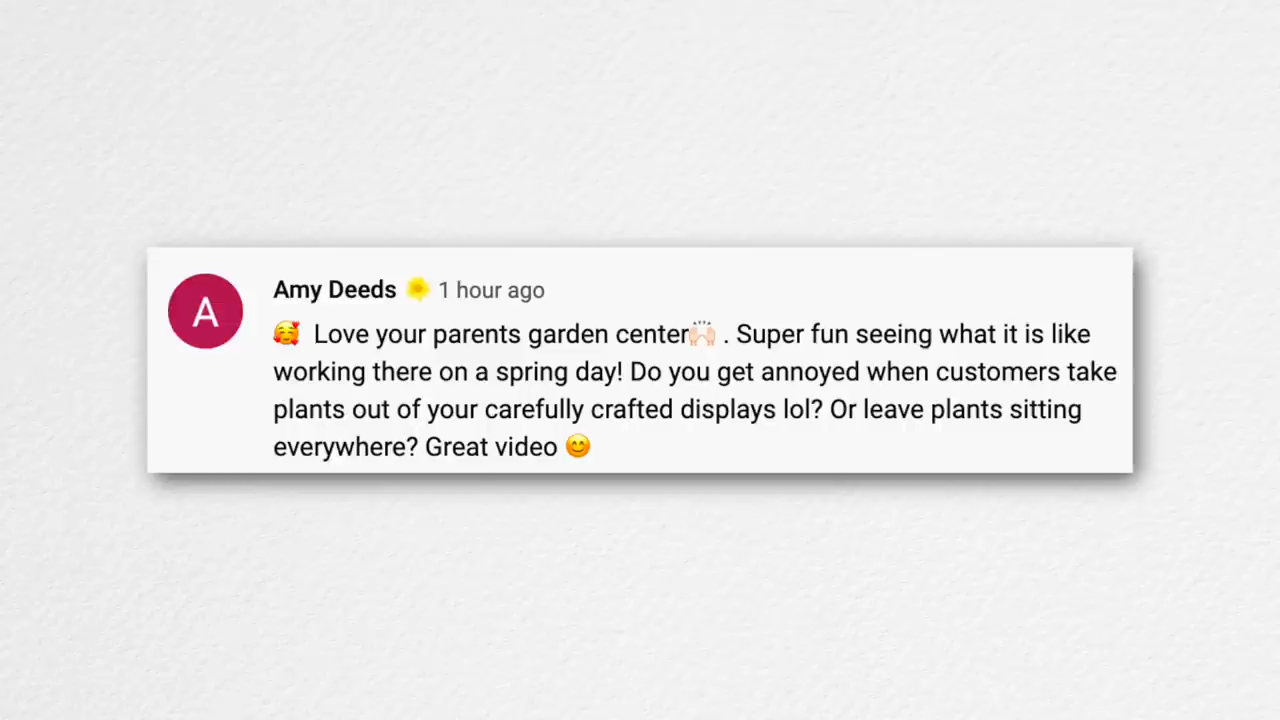 A
Amy Deeds 🌼 1 hour ago
🥰 Love your parents garden center🙌🏻 . Super fun seeing what it is like
working there on a spring day! Do you get annoyed when customers take
plants out of your carefully crafted displays lol? Or leave plants sitting
everywhere? Great video 😊